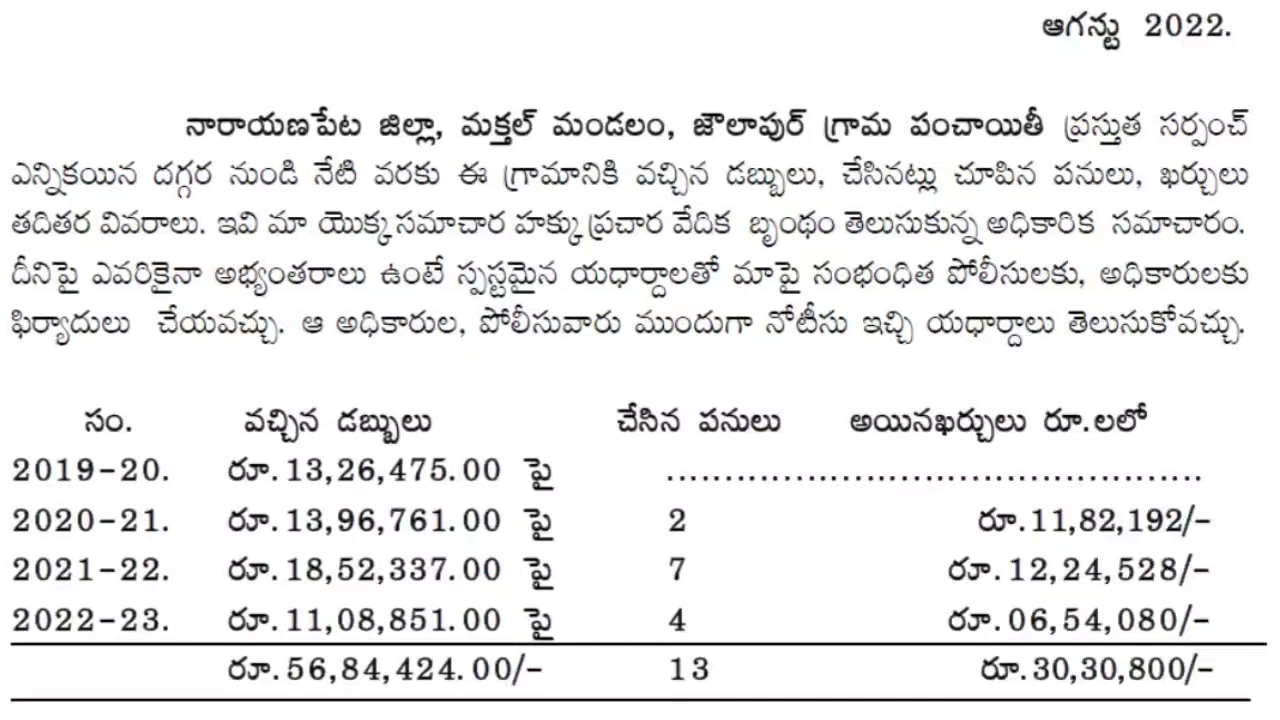 ఆగస్టు 2022.
నారాయణపేట జిల్లా, మక్తల్ మండలం, జౌలాపుర్ గ్రామ పంచాయితీ ప్రస్తుత సర్పంచ్
ఎన్నికయిన దగ్గర నుండి నేటి వరకు ఈ గ్రామానికి వచ్చిన డబ్బులు, చేసినట్లు చూపిన పనులు, ఖర్చులు
తదితర వివరాలు. ఇవి మా యొక్క సమాచార హక్కు ప్రచార వేదిక బృంథం తెలుసుకున్న అధికారిక సమాచారం.
దీనిపై ఎవరికైనా అభ్యంతరాలు ఉంటే స్పస్టమైన యధార్దాలతో మాపై సంభంధిత పోలీసులకు, అధికారులకు
ఫిర్యాదులు చేయవచ్చు. ఆ అధికారుల, పోలీసువారు ముందుగా నోటీసు ఇచ్చి యధార్దాలు తెలుసుకోవచ్చు.
సం. వచ్చిన డబ్బులు చేసిన పనులు అయినఖర్చులు రూ.లలో
2019-20. రూ.13,26,475.00 పై ..............................................
2020-21. రూ.13,96,761.00 పై 2 రూ.11,82,192/-
2021-22. రూ.18,52,337.00 పై 7 రూ.12,24,528/-
2022-23. రూ.11,08,851.00 పై 4 రూ.06,54,080/-
రూ.56,84,424.00/- 13 రూ.30,30,800/-